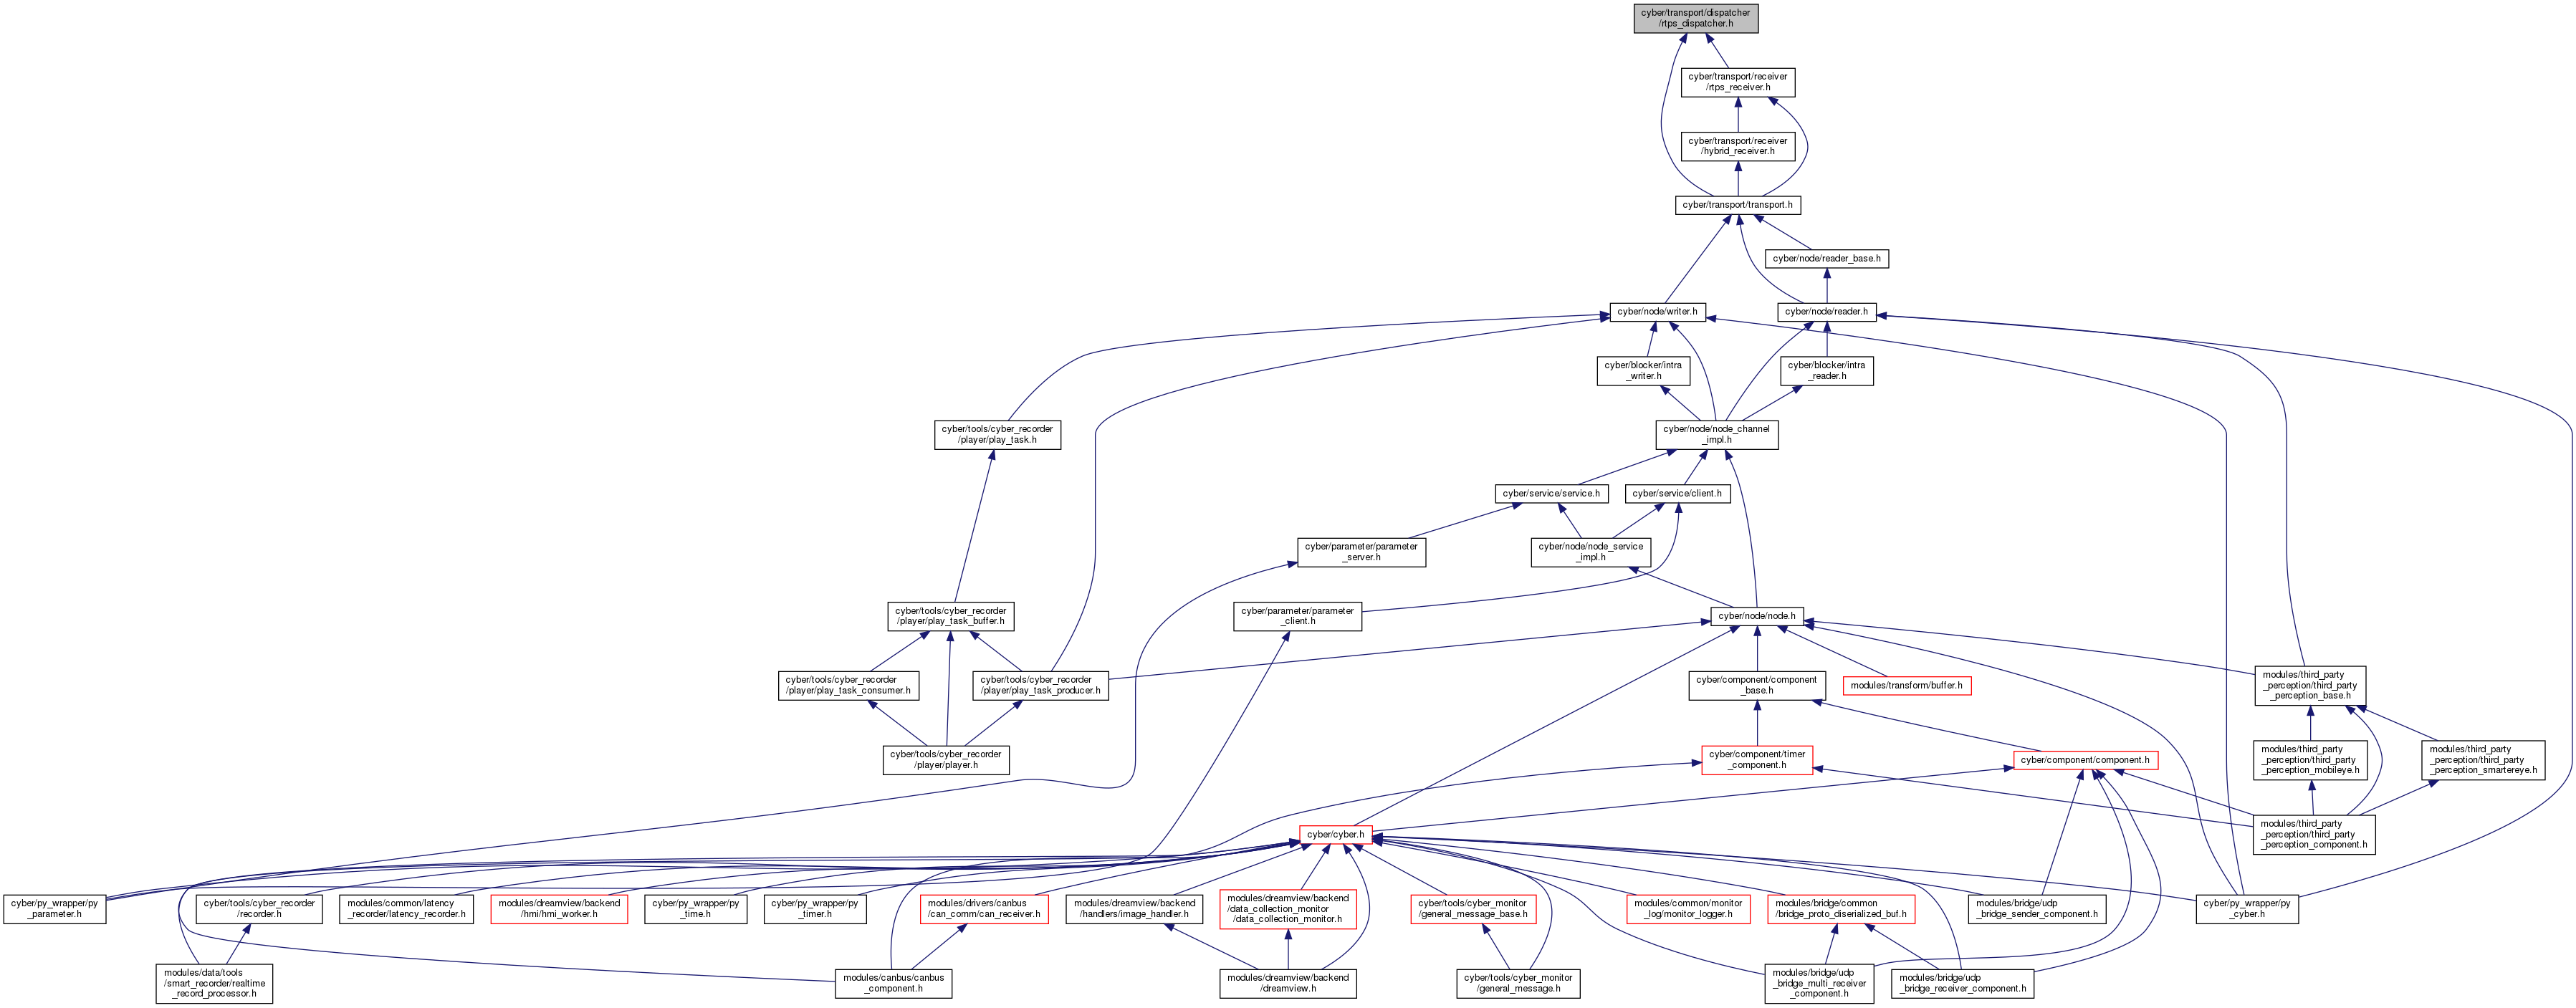 cyber/transport/dispatcher
/rtps_dispatcher.h
cyber/transport/receiver
/rtps_receiver.h
cyber/transport/receiver
/hybrid_receiver.h
cyber/transport/transport.h
cyber/node/reader_base.h
cyber/node/writer.h
cyber/node/reader.h
cyber/blocker/intra
_writer.h
cyber/blocker/intra
_reader.h
cyber/tools/cyber_recorder
/player/play_task.h
cyber/node/node_channel
_impl.h
cyber/service/service.h
cyber/service/client.h
cyber/parameter/parameter
_server.h
cyber/node/node_service
_impl.h
cyber/tools/cyber_recorder
/player/play_task_buffer.h
cyber/parameter/parameter
_client.h
cyber/node/node.h
cyber/tools/cyber_recorder
/player/play_task_consumer.h
cyber/tools/cyber_recorder
/player/play_task_producer.h
cyber/component/component
_base.h
modules/transform/buffer.h
modules/third_party
_perception/third_party
_perception_base.h
cyber/tools/cyber_recorder
/player/player.h
cyber/component/timer
_component.h
cyber/component/component.h
modules/third_party
_perception/third_party
_perception_mobileye.h
modules/third_party
_perception/third_party
_perception_smartereye.h
cyber/cyber.h
modules/third_party
_perception/third_party
_perception_component.h
cyber/py_wrapper/py
_parameter.h
cyber/tools/cyber_recorder
/recorder.h
modules/common/latency
_recorder/latency_recorder.h
modules/dreamview/backend
/hmi/hmi_worker.h
cyber/py_wrapper/py
_time.h
cyber/py_wrapper/py
_timer.h
modules/drivers/canbus
/can_comm/can_receiver.h
modules/dreamview/backend
/handlers/image_handler.h
modules/dreamview/backend
/data_collection_monitor
/data_collection_monitor.h
cyber/tools/cyber_monitor
/general_message_base.h
modules/common/monitor
_log/monitor_logger.h
modules/bridge/common
/bridge_proto_diserialized_buf.h
modules/bridge/udp
_bridge_sender_component.h
cyber/py_wrapper/py
_cyber.h
modules/data/tools
/smart_recorder/realtime
_record_processor.h
modules/canbus/canbus
_component.h
modules/dreamview/backend
/dreamview.h
cyber/tools/cyber_monitor
/general_message.h
modules/bridge/udp
_bridge_multi_receiver
_component.h
modules/bridge/udp
_bridge_receiver_component.h